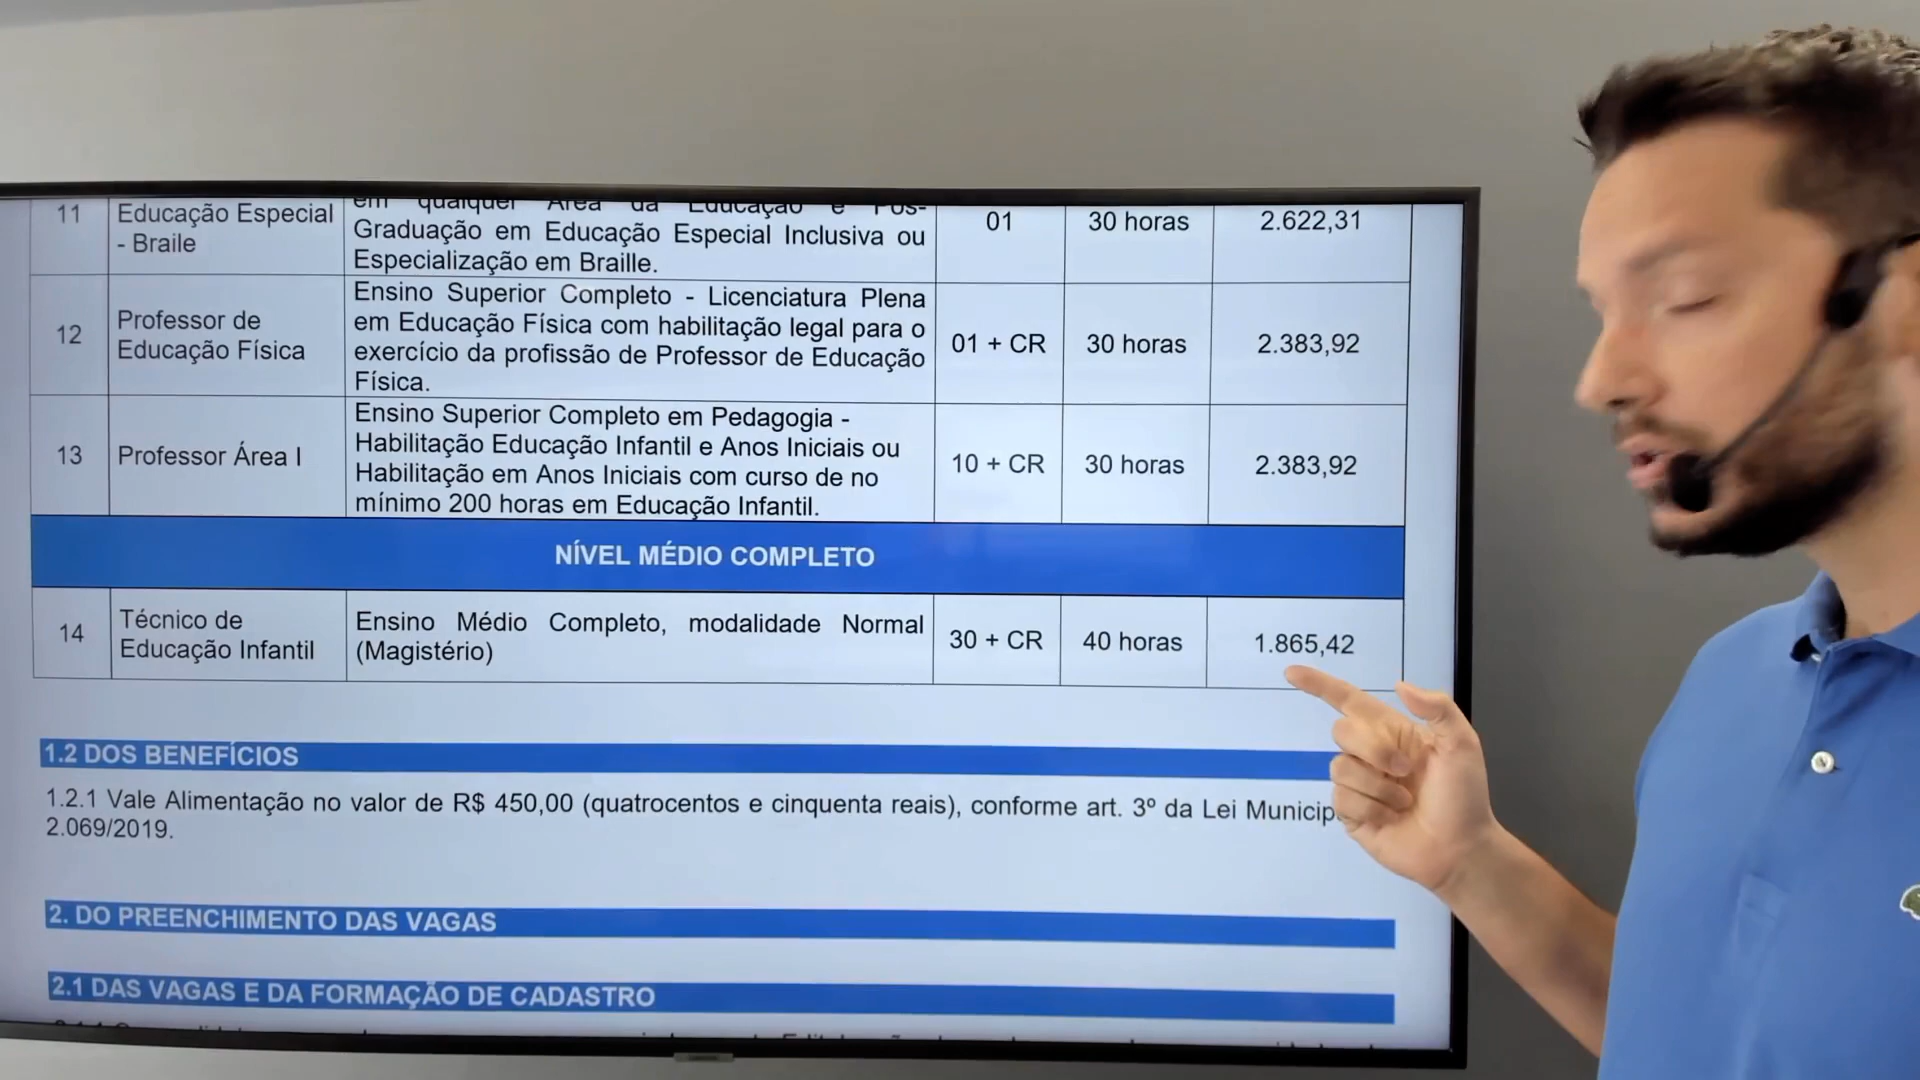 11
Educação Especial
- Braile
em qualquer Área da Educação e Pós-
Graduação em Educação Especial Inclusiva ou
Especialização em Braille.
01
30 horas
2.622,31
12
Professor de
Educação Física
Ensino Superior Completo - Licenciatura Plena
em Educação Física com habilitação legal para o
exercício da profissão de Professor de Educação
Física.
01 + CR
30 horas
2.383,92
13
Professor Área I
Ensino Superior Completo em Pedagogia -
Habilitação Educação Infantil e Anos Iniciais ou
Habilitação em Anos Iniciais com curso de no
mínimo 200 horas em Educação Infantil.
10 + CR
30 horas
2.383,92
NÍVEL MÉDIO COMPLETO
14
Técnico de
Educação Infantil
Ensino Médio Completo, modalidade Normal
(Magistério)
30 + CR
40 horas
1.865,42
1.2 DOS BENEFÍCIOS
1.2.1 Vale Alimentação no valor de R$ 450,00 (quatrocentos e cinquenta reais), conforme art. 3º da Lei
2.069/2019.
2. DO PREENCHIMENTO DAS VAGAS
2.1 DAS VAGAS E DA FORMAÇÃO DE CADASTRO